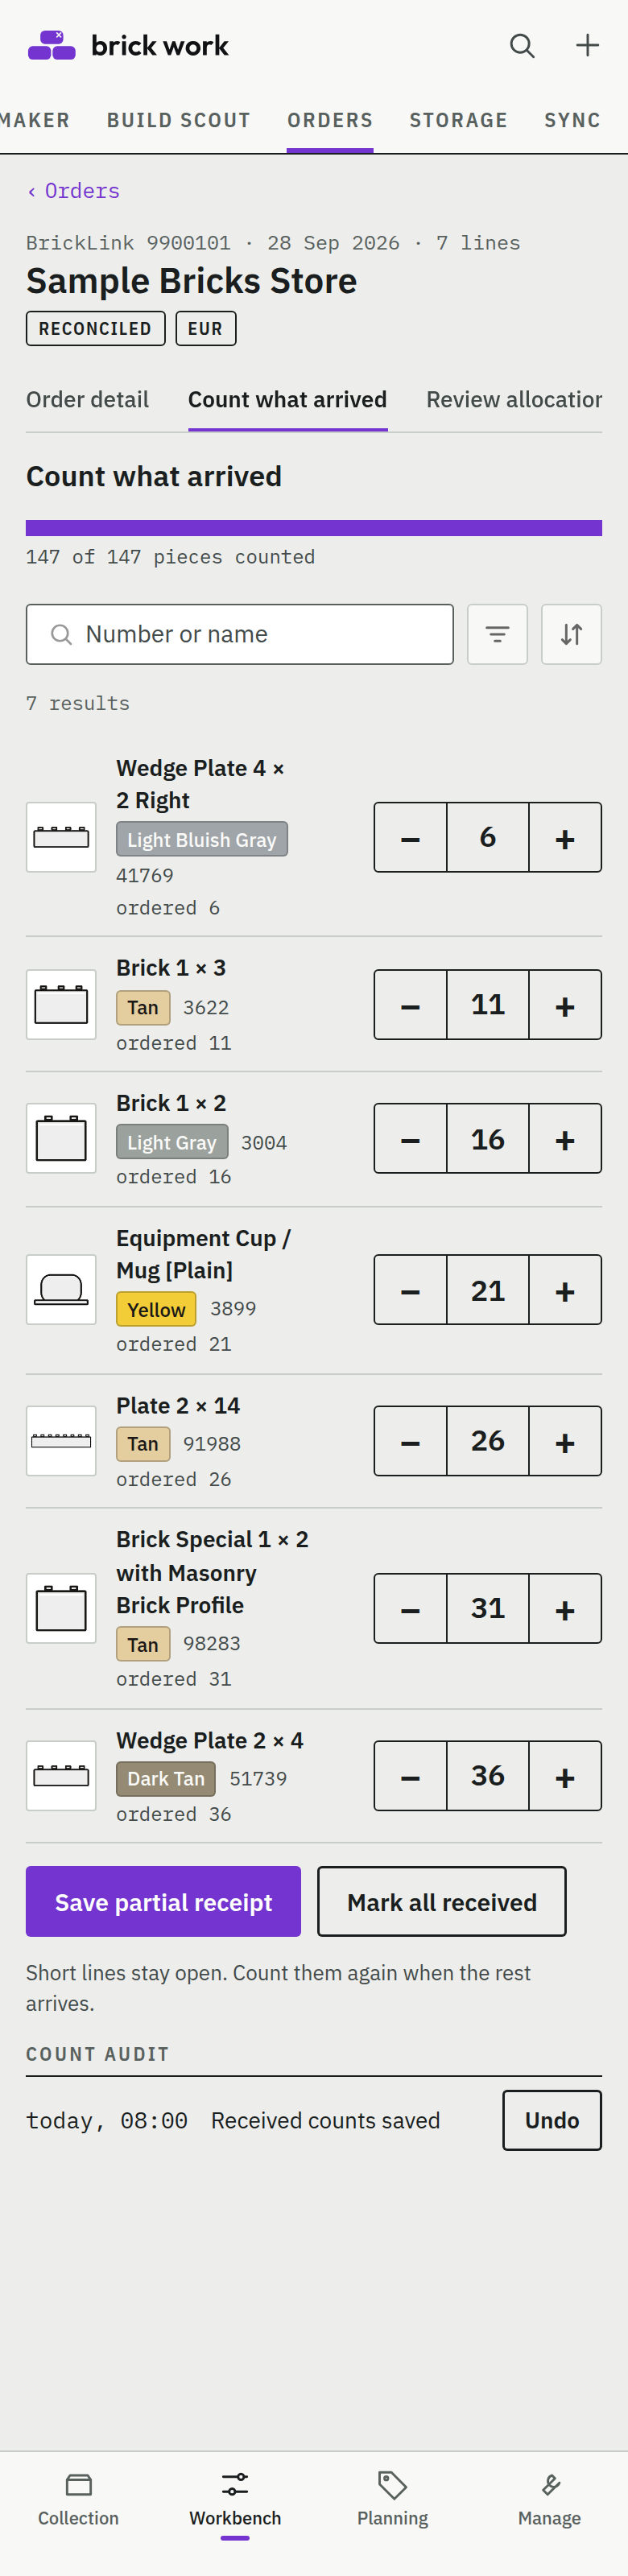 brick work
MAKER BUILD SCOUT ORDERS STORAGE SYNC
‹ Orders
BrickLink 9900101 · 28 Sep 2026 · 7 lines
Sample Bricks Store
RECONCILED EUR
Order detail Count what arrived Review allocation
Count what arrived
147 of 147 pieces counted
Number or name
7 results
Wedge Plate 4 ×
2 Right
Light Bluish Gray
41769
ordered 6
− 6 +
Brick 1 × 3
Tan 3622
ordered 11
− 11 +
Brick 1 × 2
Light Gray 3004
ordered 16
− 16 +
Equipment Cup /
Mug [Plain]
Yellow 3899
ordered 21
− 21 +
Plate 2 × 14
Tan 91988
ordered 26
− 26 +
Brick Special 1 × 2
with Masonry
Brick Profile
Tan 98283
ordered 31
− 31 +
Wedge Plate 2 × 4
Dark Tan 51739
ordered 36
− 36 +
Save partial receipt Mark all received
Short lines stay open. Count them again when the rest
arrives.
COUNT AUDIT
today, 08:00 Received counts saved Undo
Collection Workbench Planning Manage